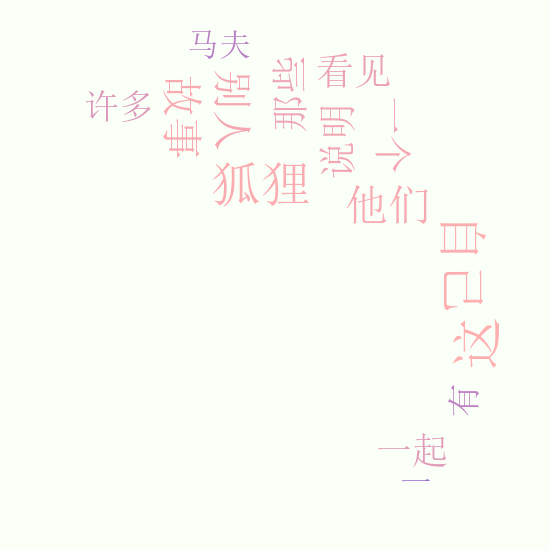 马夫
看见
那些
别人
许多
故事
说明
一个
狐狸
他们
自己
这
有
一起
一